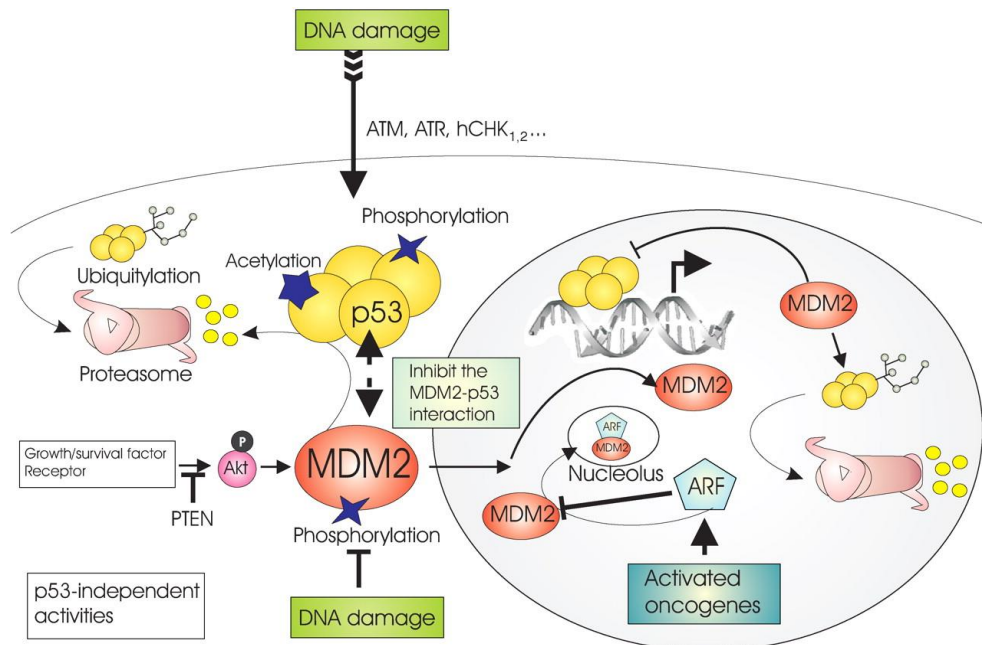 DNA damage
ATM, ATR, hCHK1,2...
Phosphorylation
Acetylation
Ubiquitylation
p53
Proteasome
Inhibit the
MDM2-p53
interaction
MDM2
MDM2
Growth/survival factor
Receptor
P
Akt
MDM2
ARF
MDM2
Nucleolus
ARF
MDM2
PTEN
Phosphorylation
p53-independent
activities
DNA damage
Activated
oncogenes